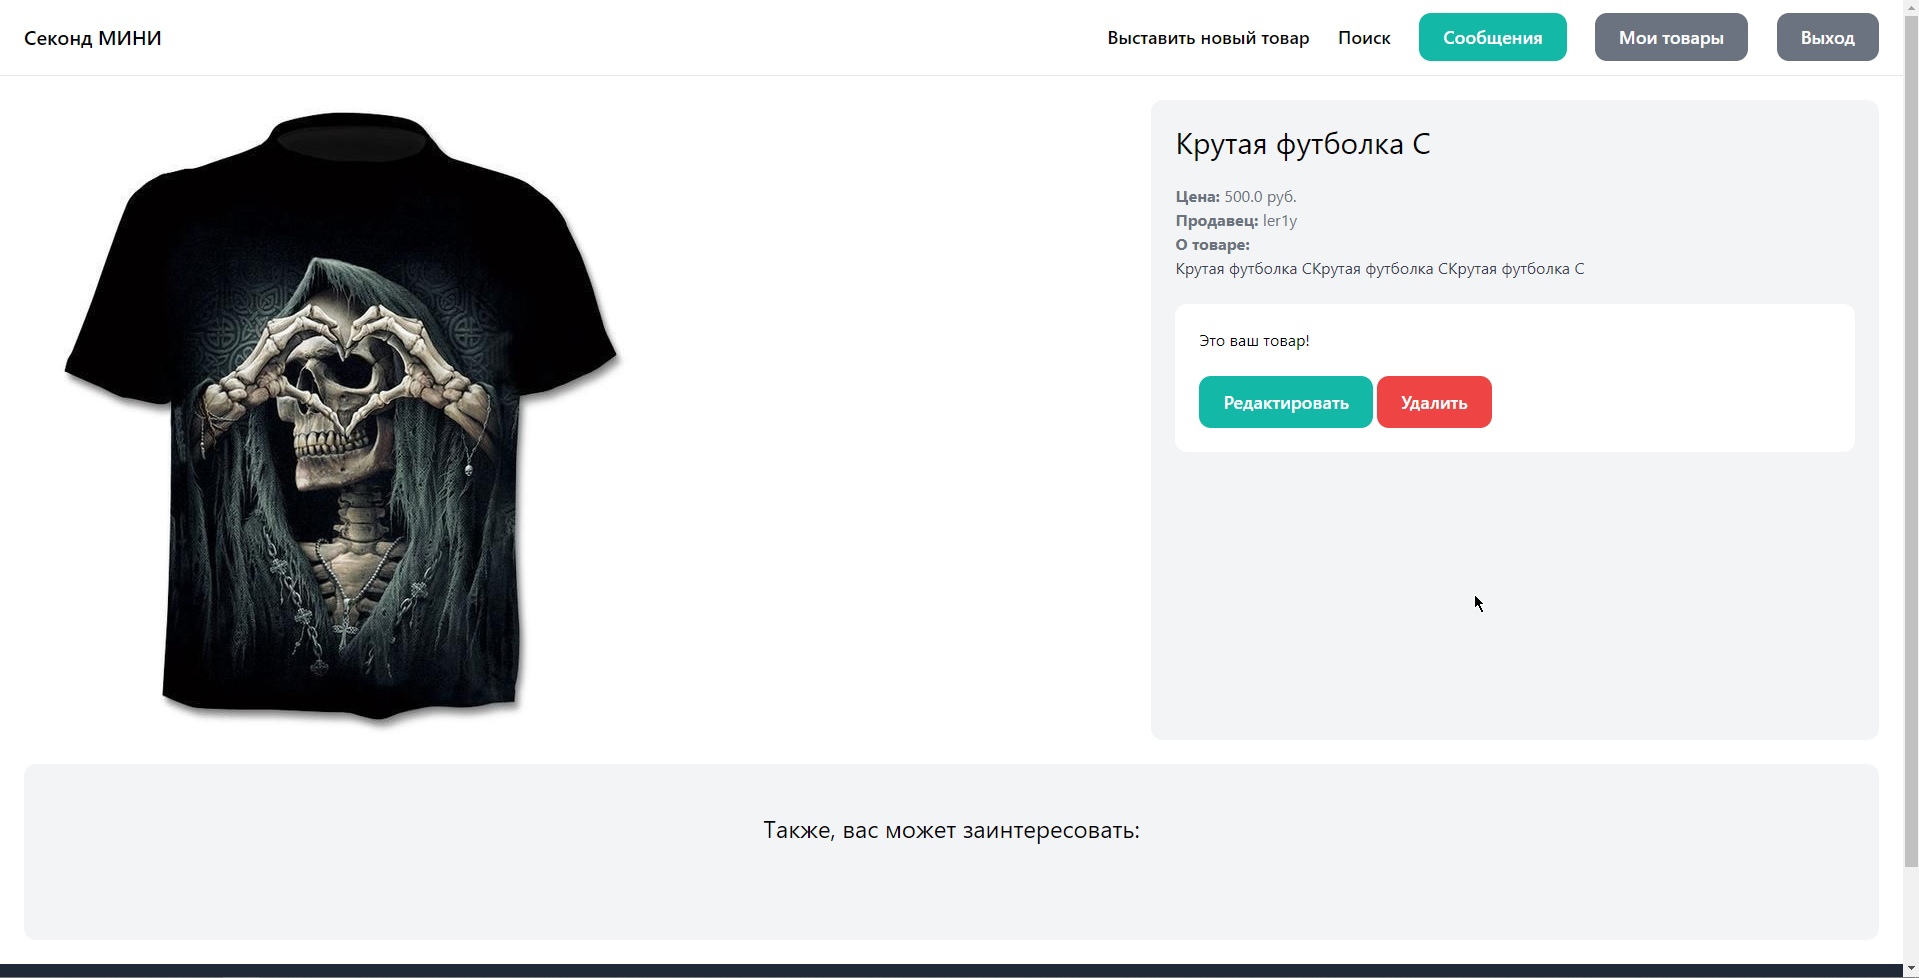 Секонд МИНИ
Выставить новый товар
Поиск
Сообщения
Мои товары
Выход
Крутая футболка С
Цена: 500.0 руб.
Продавец: ler1y
О товаре:
Крутая футболка СКрутая футболка СКрутая футболка С
Это ваш товар!
Редактировать
Удалить
Также, вас может заинтересовать: